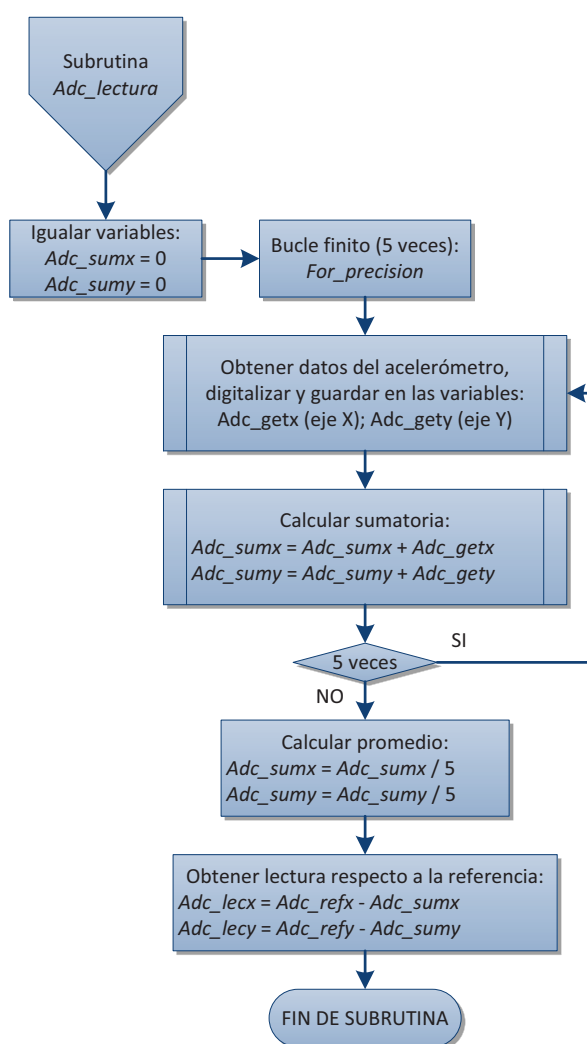 Subrutina
Adc_lectura
Igualar variables:
Adc_sumx = 0
Adc_sumy = 0
Bucle finito (5 veces):
For_precision
Obtener datos del acelerómetro,
digitalizar y guardar en las variables:
Adc_getx (eje X); Adc_gety (eje Y)
Calcular sumatoria:
Adc_sumx = Adc_sumx + Adc_getx
Adc_sumy = Adc_sumy + Adc_gety
5 veces
SI
NO
Calcular promedio:
Adc_sumx = Adc_sumx / 5
Adc_sumy = Adc_sumy / 5
Obtener lectura respecto a la referencia:
Adc_lecx = Adc_refx - Adc_sumx
Adc_lecy = Adc_refy - Adc_sumy
FIN DE SUBRUTINA